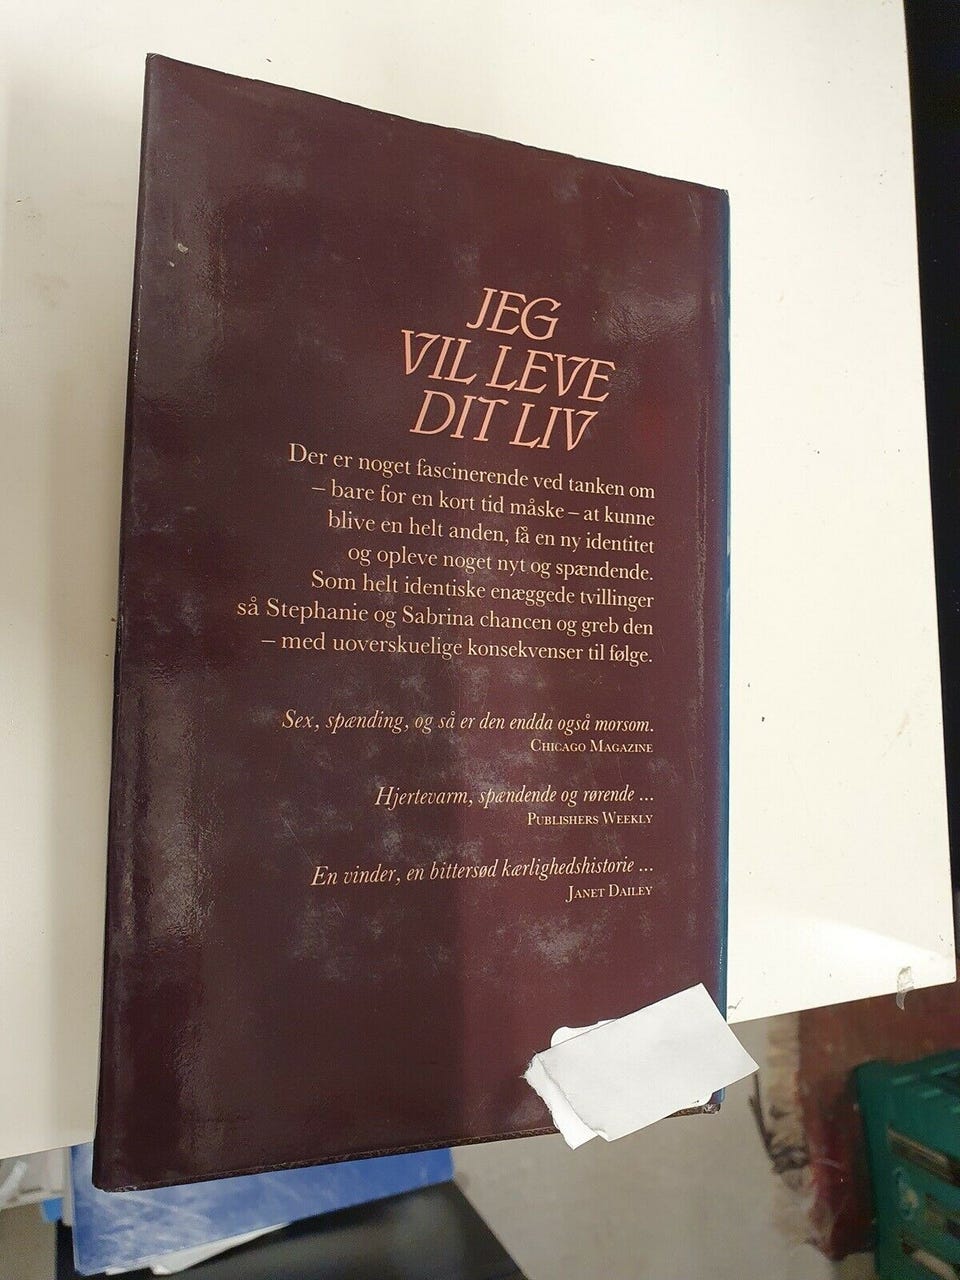 JEG
VIL LEVE
DIT LIV
Der er noget fascinerende ved tanken om
– bare for en kort tid måske – at kunne
blive en helt anden, få en ny identitet
og opleve noget nyt og spændende.
Som helt identiske enæggede tvillinger
så Stephanie og Sabrina chancen og greb den
– med uoverskuelige konsekvenser til følge.
Sex, spænding, og så er den endda også morsom.
CHICAGO MAGAZINE
Hjertevarm, spændende og rørende ...
PUBLISHERS WEEKLY
En vinder, en bittersød kærlighedshistorie ...
JANET DAILEY